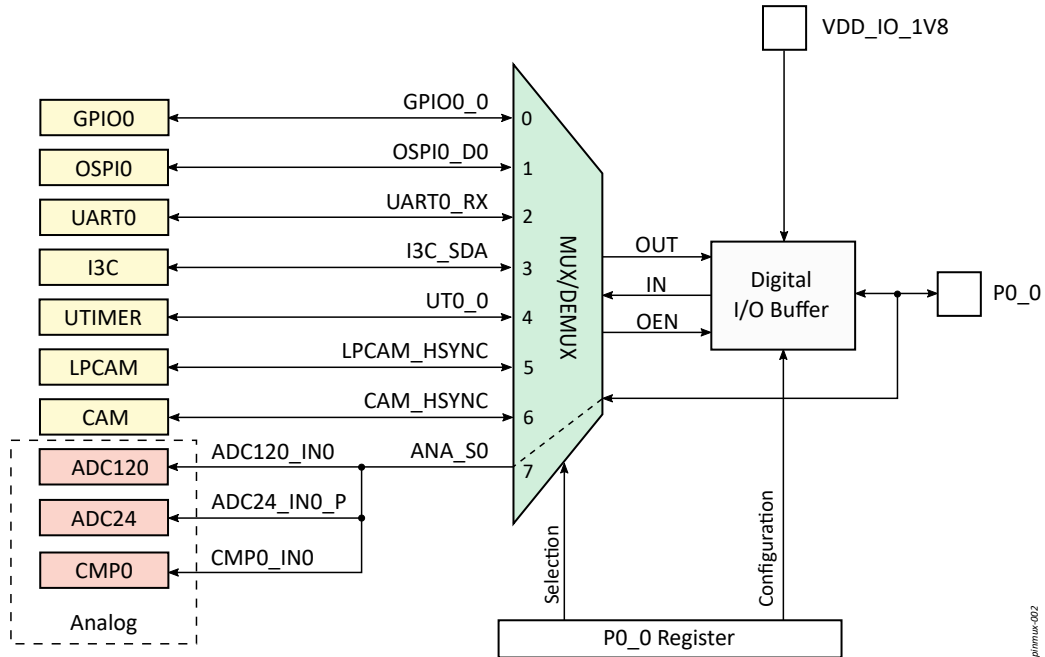 VDD_IO_1V8
GPIO0
GPIO0_0
0
OSPI0
OSPI0_D0
1
UART0
UART0_RX
2
I3C
I3C_SDA
3
UTIMER
UT0_0
4
LPCAM
LPCAM_HSYNC
5
CAM
CAM_HSYNC
6
ADC120
ADC120_IN0
ANA_S0
7
ADC24
ADC24_IN0_P
CMP0
CMP0_IN0
Analog
MUX/DEMUX
OUT
IN
OEN
Digital
I/O Buffer
P0_0
Selection
Configuration
P0_0 Register
pinmux-002